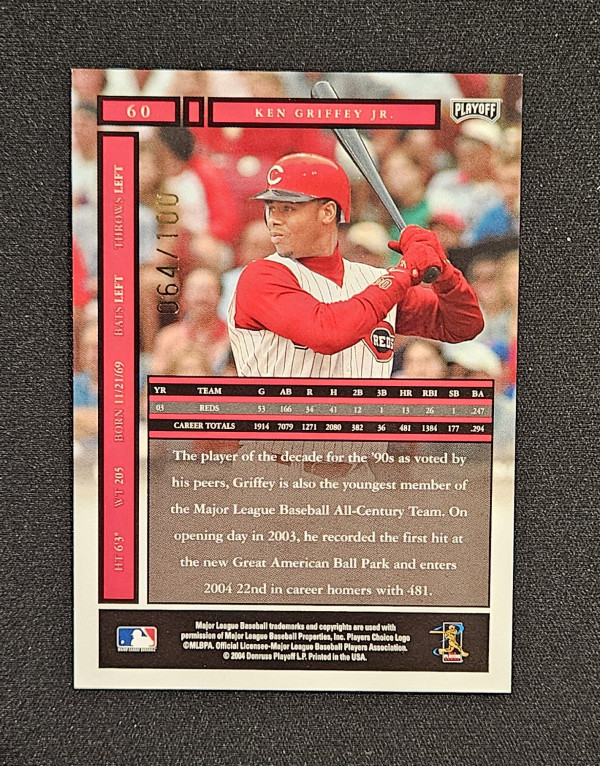 60
KEN GRIFFEY JR.
PLAYOFF
HT 6'3" WT 205 BORN 11/21/69 BATS LEFT THROWS LEFT
064/100
C
REDS
YR TEAM G AB R H 2B 3B HR RBI SB BA
03 REDS 53 166 34 41 12 1 13 26 1 .247
CAREER TOTALS 1914 7079 1271 2080 382 36 481 1384 177 .294
The player of the decade for the '90s as voted by
his peers, Griffey is also the youngest member of
the Major League Baseball All-Century Team. On
opening day in 2003, he recorded the first hit at
the new Great American Ball Park and enters
2004 22nd in career homers with 481.
Major League Baseball trademarks and copyrights are used with
permission of Major League Baseball Properties, Inc. Players Choice Logo
©MLBPA. Official Licensee-Major League Baseball Players Association.
© 2004 Donruss Playoff L.P. Printed in the USA.